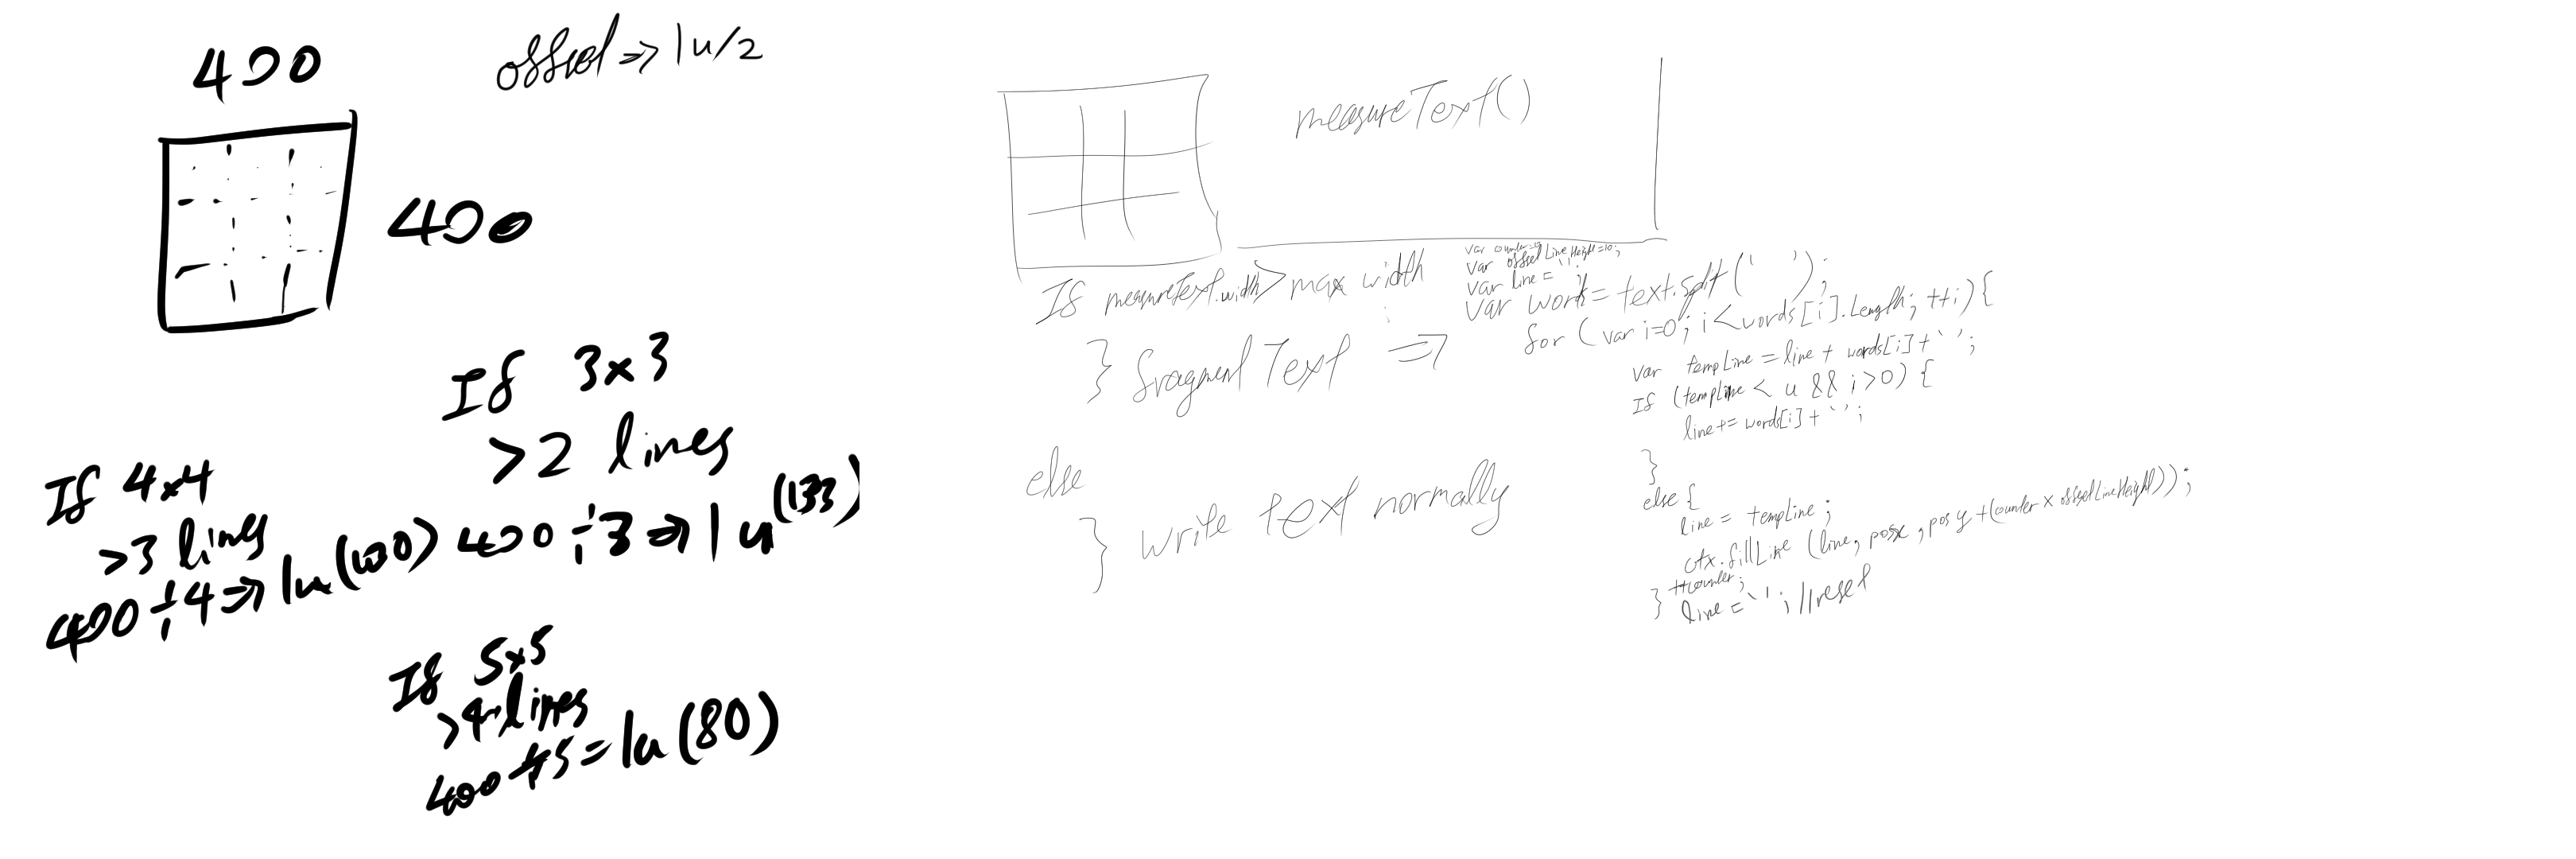 400
offset => 1u/2
400
If 3x3
>2 lines
400÷3 => 1u(133)
If 4x4
>3 lines
400÷4 => 1u(100)
If 5x5
>4 lines
400÷5 = 1u(80)
measureText()
If measureText.width > max width
} fragment Text =>
else
} write text normally
var counter=0;
var offsetLineHeight=10;
var line = '';
var words = text.split(' ');
for (var i=0; i<words[i].length; ++i){
var tempLine = line + words[i]+' ';
If (tempLine < u && i>0) {
line += words[i]+' ';
}
else {
line = tempLine;
ctx.fillLine (line, posx, posy +(counter x offsetLineHeight));
++counter;
} line = ''; //reset